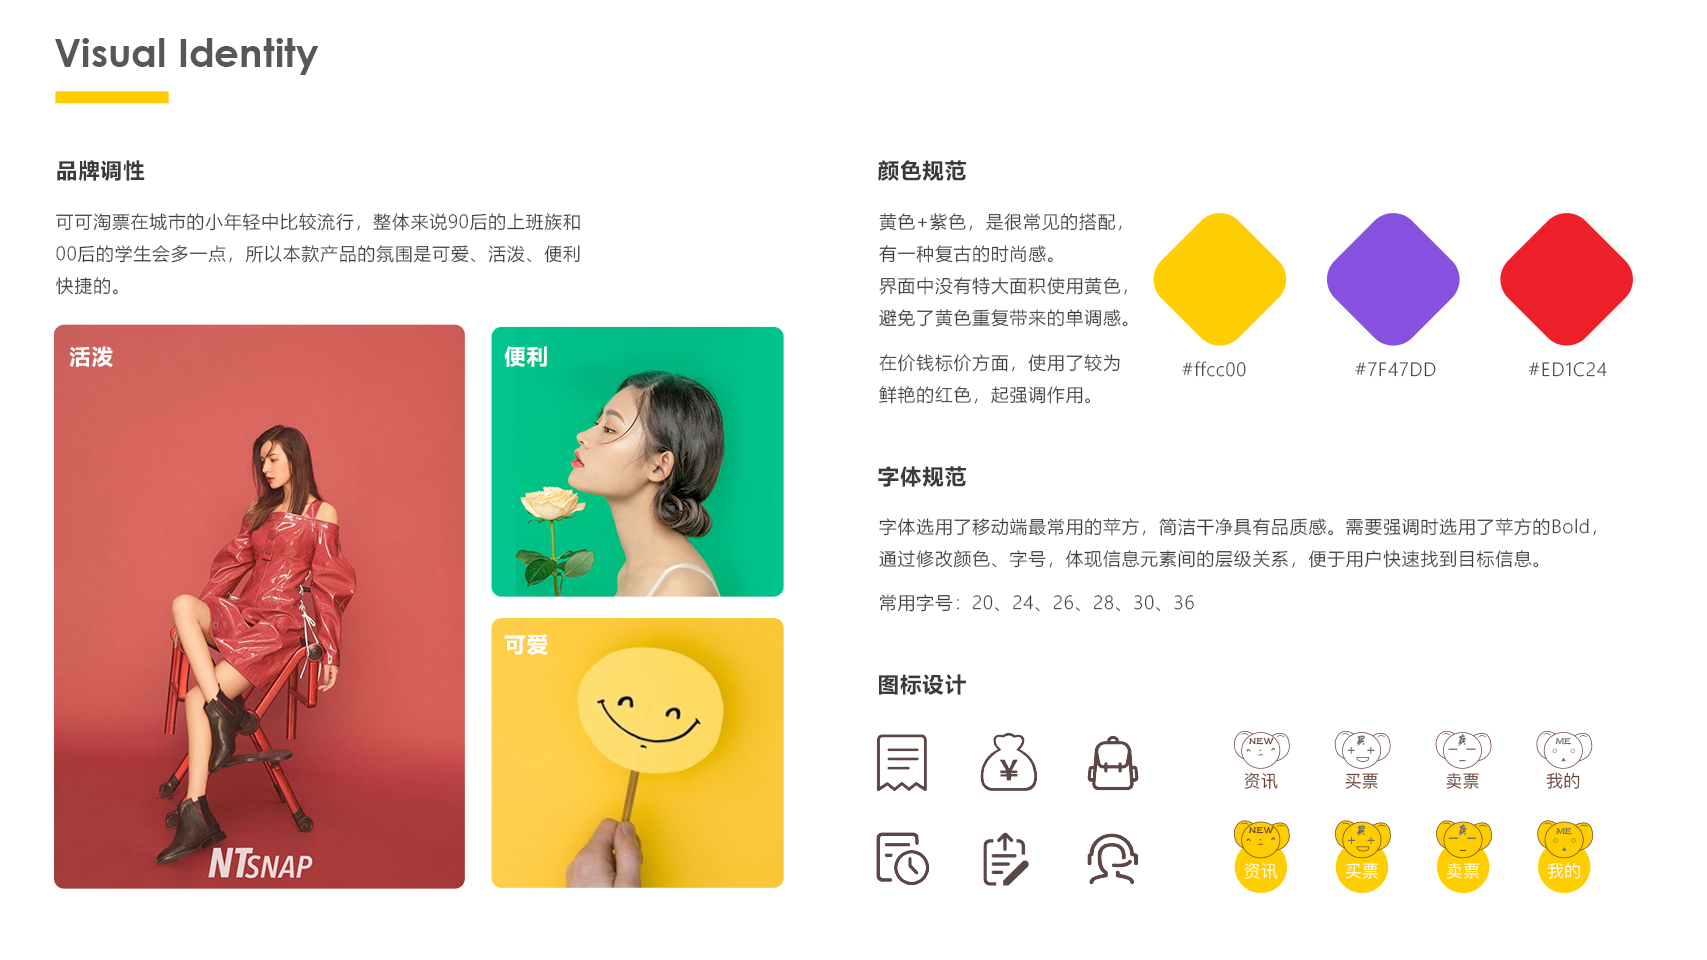 Visual Identity
品牌调性
可可淘票在城市的小年轻中比较流行，整体来说90后的上班族和
00后的学生会多一点，所以本款产品的氛围是可爱、活泼、便利
快捷的。
活泼
NTSNAP
便利
可爱
颜色规范
黄色+紫色，是很常见的搭配，
有一种复古的时尚感。
界面中没有特大面积使用黄色，
避免了黄色重复带来的单调感。
在价钱标价方面，使用了较为
鲜艳的红色，起强调作用。
#ffcc00
#7F47DD
#ED1C24
字体规范
字体选用了移动端最常用的苹方，简洁干净具有品质感。需要强调时选用了苹方的Bold，
通过修改颜色、字号，体现信息元素间的层级关系，便于用户快速找到目标信息。
常用字号：20、24、26、28、30、36
图标设计
¥
NEW
买
卖
ME
资讯
买票
卖票
我的
NEW
买
卖
ME
资讯
买票
卖票
我的